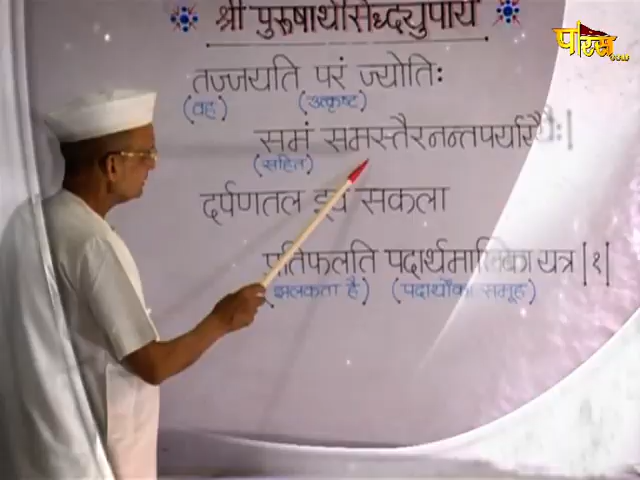 श्री पुरूषार्थसिद्धयुपाय
पारस
तज्जयति परं ज्योतिः
(वह) (उत्कृष्ट)
समं समस्तैरनन्तपर्यायैः|
(सहित)
दर्पणतल इव सकला
प्रतिफलति पदार्थमालिका यत्र |१|
(झलकता है) (पदार्थोंका समूह)